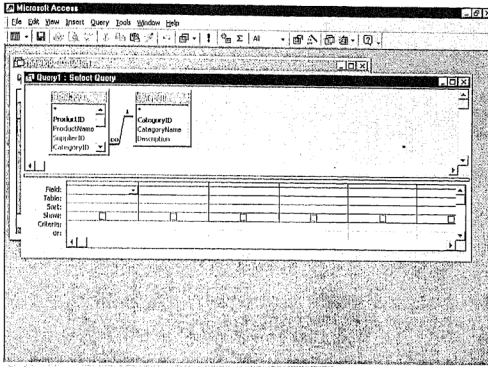 Microsoft Access
File Edit View Insert Query Tools Window Help
All
Query1 : Select Query
*
ProductID
ProductName
SupplierID
CategoryID
1
∞
*
CategoryID
CategoryName
Description
Field:
Table:
Sort:
Show:
Criteria:
or: